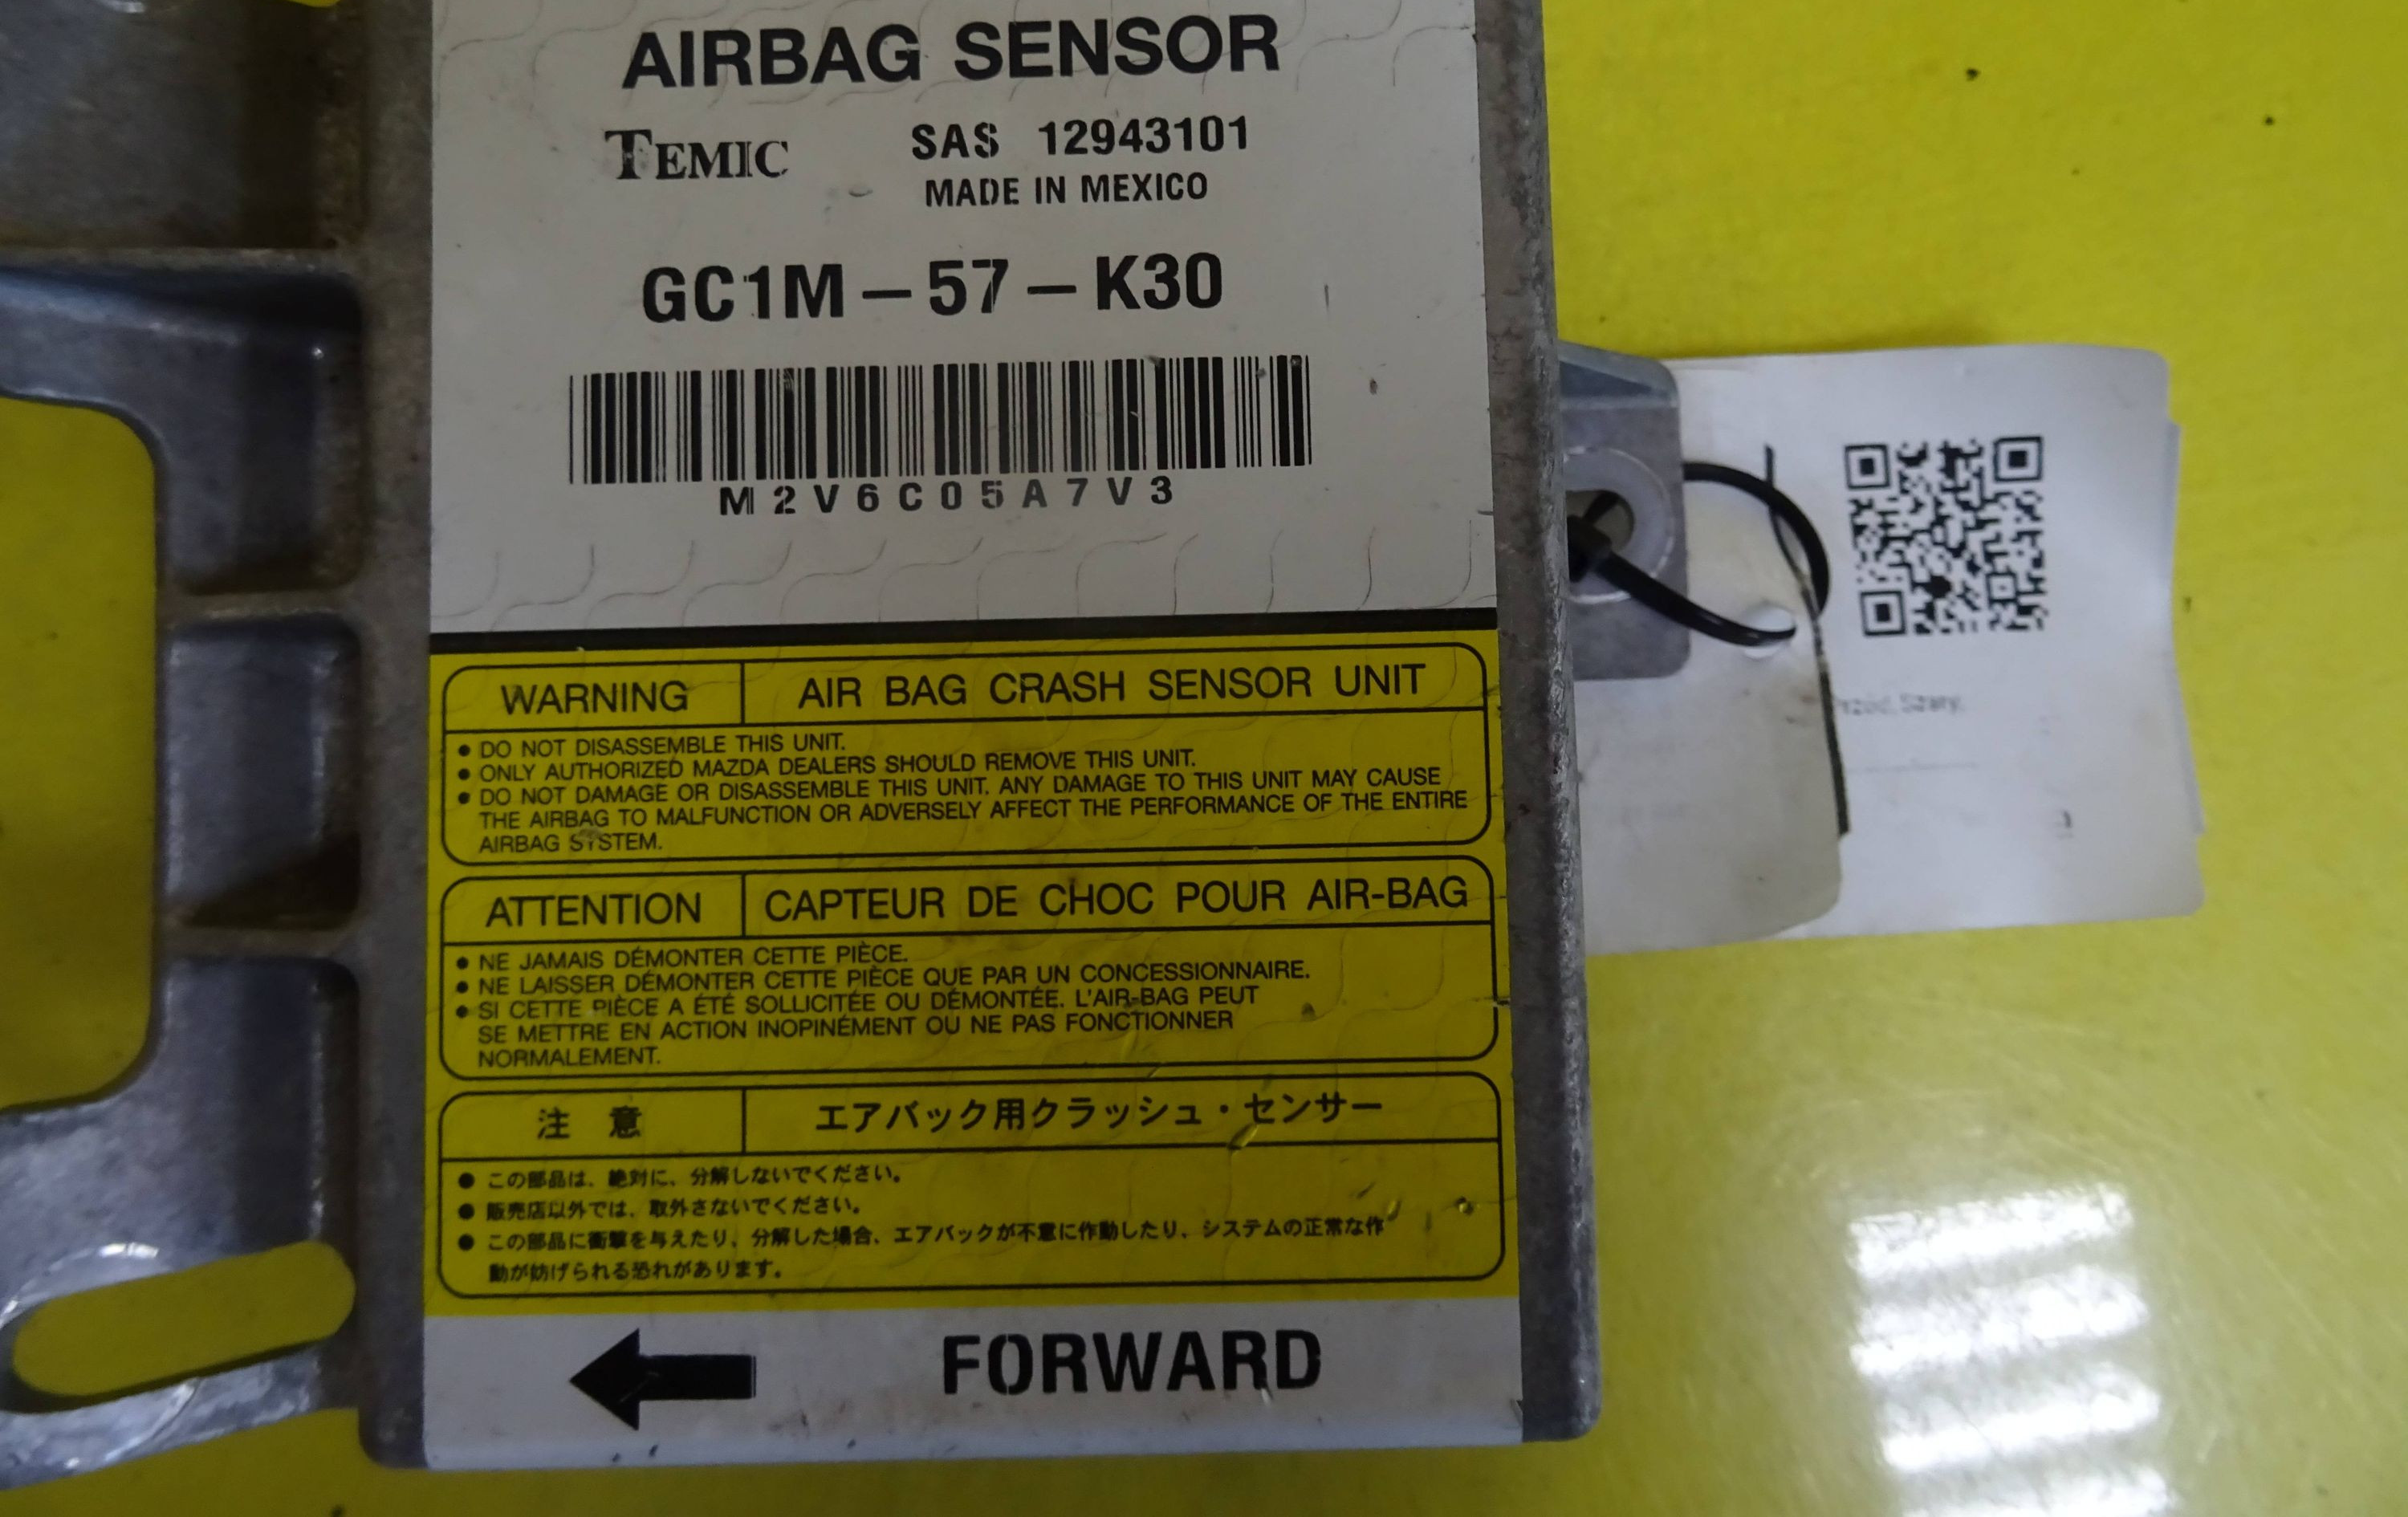 AIRBAG SENSOR
TEMIC SAS 12943101
MADE IN MEXICO
GC1M-57-K30
M2V6C05A7V3
WARNING AIR BAG CRASH SENSOR UNIT
● DO NOT DISASSEMBLE THIS UNIT.
● ONLY AUTHORIZED MAZDA DEALERS SHOULD REMOVE THIS UNIT.
● DO NOT DAMAGE OR DISASSEMBLE THIS UNIT. ANY DAMAGE TO THIS UNIT MAY CAUSE
THE AIRBAG TO MALFUNCTION OR ADVERSELY AFFECT THE PERFORMANCE OF THE ENTIRE
AIRBAG SYSTEM.
ATTENTION CAPTEUR DE CHOC POUR AIR-BAG
● NE JAMAIS DÉMONTER CETTE PIÈCE.
● NE LAISSER DÉMONTER CETTE PIÈCE QUE PAR UN CONCESSIONNAIRE.
● SI CETTE PIÈCE A ÉTÉ SOLLICITÉE OU DÉMONTÉE. L'AIR-BAG PEUT
SE METTRE EN ACTION INOPINÉMENT OU NE PAS FONCTIONNER
NORMALEMENT.
注 意 エアバック用クラッシュ・センサー
● この部品は、絶対に、分解しないでください。
● 販売店以外では、取外さないでください。
● この部品に衝撃を与えたり、分解した場合、エアバックが不意に作動したり、システムの正常な作
動が妨げられる恐れがあります。
FORWARD
Szary,